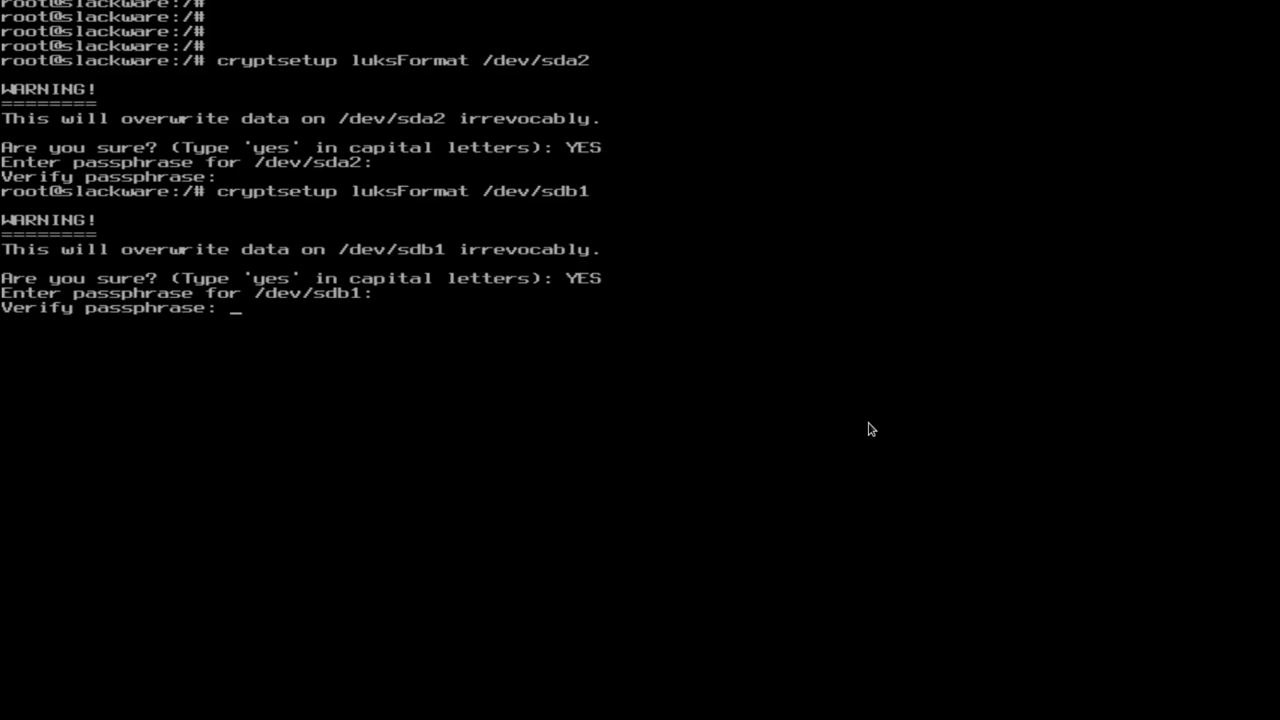 root@slackware:/#
root@slackware:/#
root@slackware:/#
root@slackware:/#
root@slackware:/# cryptsetup luksFormat /dev/sda2
WARNING!
========
This will overwrite data on /dev/sda2 irrevocably.
Are you sure? (Type 'yes' in capital letters): YES
Enter passphrase for /dev/sda2:
Verify passphrase:
root@slackware:/# cryptsetup luksFormat /dev/sdb1
WARNING!
========
This will overwrite data on /dev/sdb1 irrevocably.
Are you sure? (Type 'yes' in capital letters): YES
Enter passphrase for /dev/sdb1:
Verify passphrase: _